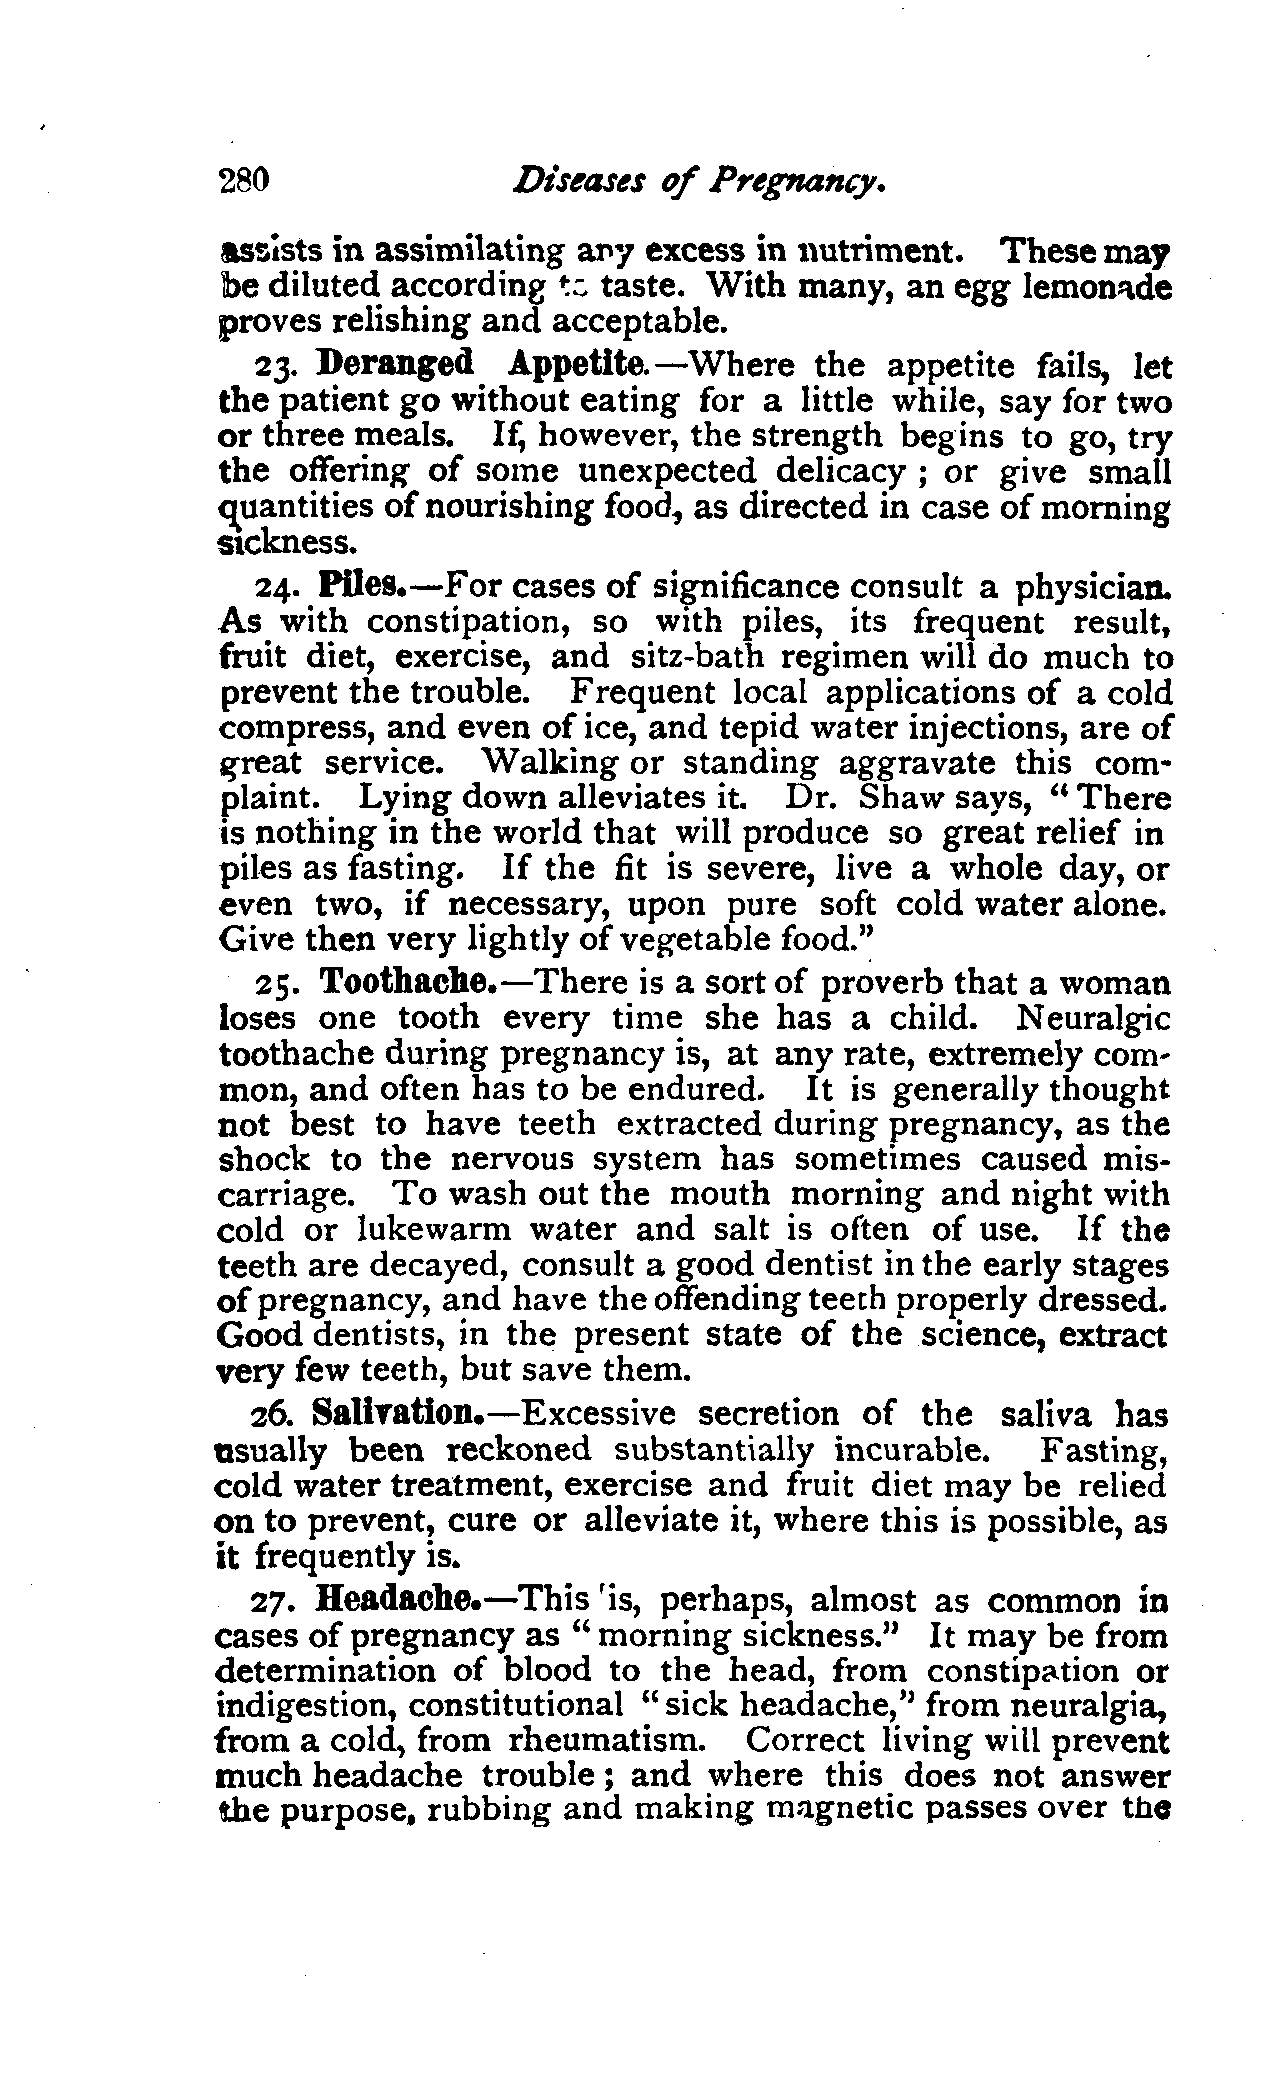 280 Diseases of Pregnancy.
assists in assimilating any excess in nutriment. These may
be diluted according to taste. With many, an egg lemonade
proves relishing and acceptable.
23. Deranged Appetite.—Where the appetite fails, let
the patient go without eating for a little while, say for two
or three meals. If, however, the strength begins to go, try
the offering of some unexpected delicacy ; or give small
quantities of nourishing food, as directed in case of morning
sickness.
24. Piles.—For cases of significance consult a physician.
As with constipation, so with piles, its frequent result,
fruit diet, exercise, and sitz-bath regimen will do much to
prevent the trouble. Frequent local applications of a cold
compress, and even of ice, and tepid water injections, are of
great service. Walking or standing aggravate this com-
plaint. Lying down alleviates it. Dr. Shaw says, “ There
is nothing in the world that will produce so great relief in
piles as fasting. If the fit is severe, live a whole day, or
even two, if necessary, upon pure soft cold water alone.
Give then very lightly of vegetable food.”
25. Toothache.—There is a sort of proverb that a woman
loses one tooth every time she has a child. Neuralgic
toothache during pregnancy is, at any rate, extremely com-
mon, and often has to be endured. It is generally thought
not best to have teeth extracted during pregnancy, as the
shock to the nervous system has sometimes caused mis-
carriage. To wash out the mouth morning and night with
cold or lukewarm water and salt is often of use. If the
teeth are decayed, consult a good dentist in the early stages
of pregnancy, and have the offending teeth properly dressed.
Good dentists, in the present state of the science, extract
very few teeth, but save them.
26. Salivation.—Excessive secretion of the saliva has
usually been reckoned substantially incurable. Fasting,
cold water treatment, exercise and fruit diet may be relied
on to prevent, cure or alleviate it, where this is possible, as
it frequently is.
27. Headache.—This is, perhaps, almost as common in
cases of pregnancy as “ morning sickness.” It may be from
determination of blood to the head, from constipation or
indigestion, constitutional “ sick headache,” from neuralgia,
from a cold, from rheumatism. Correct living will prevent
much headache trouble ; and where this does not answer
the purpose, rubbing and making magnetic passes over the